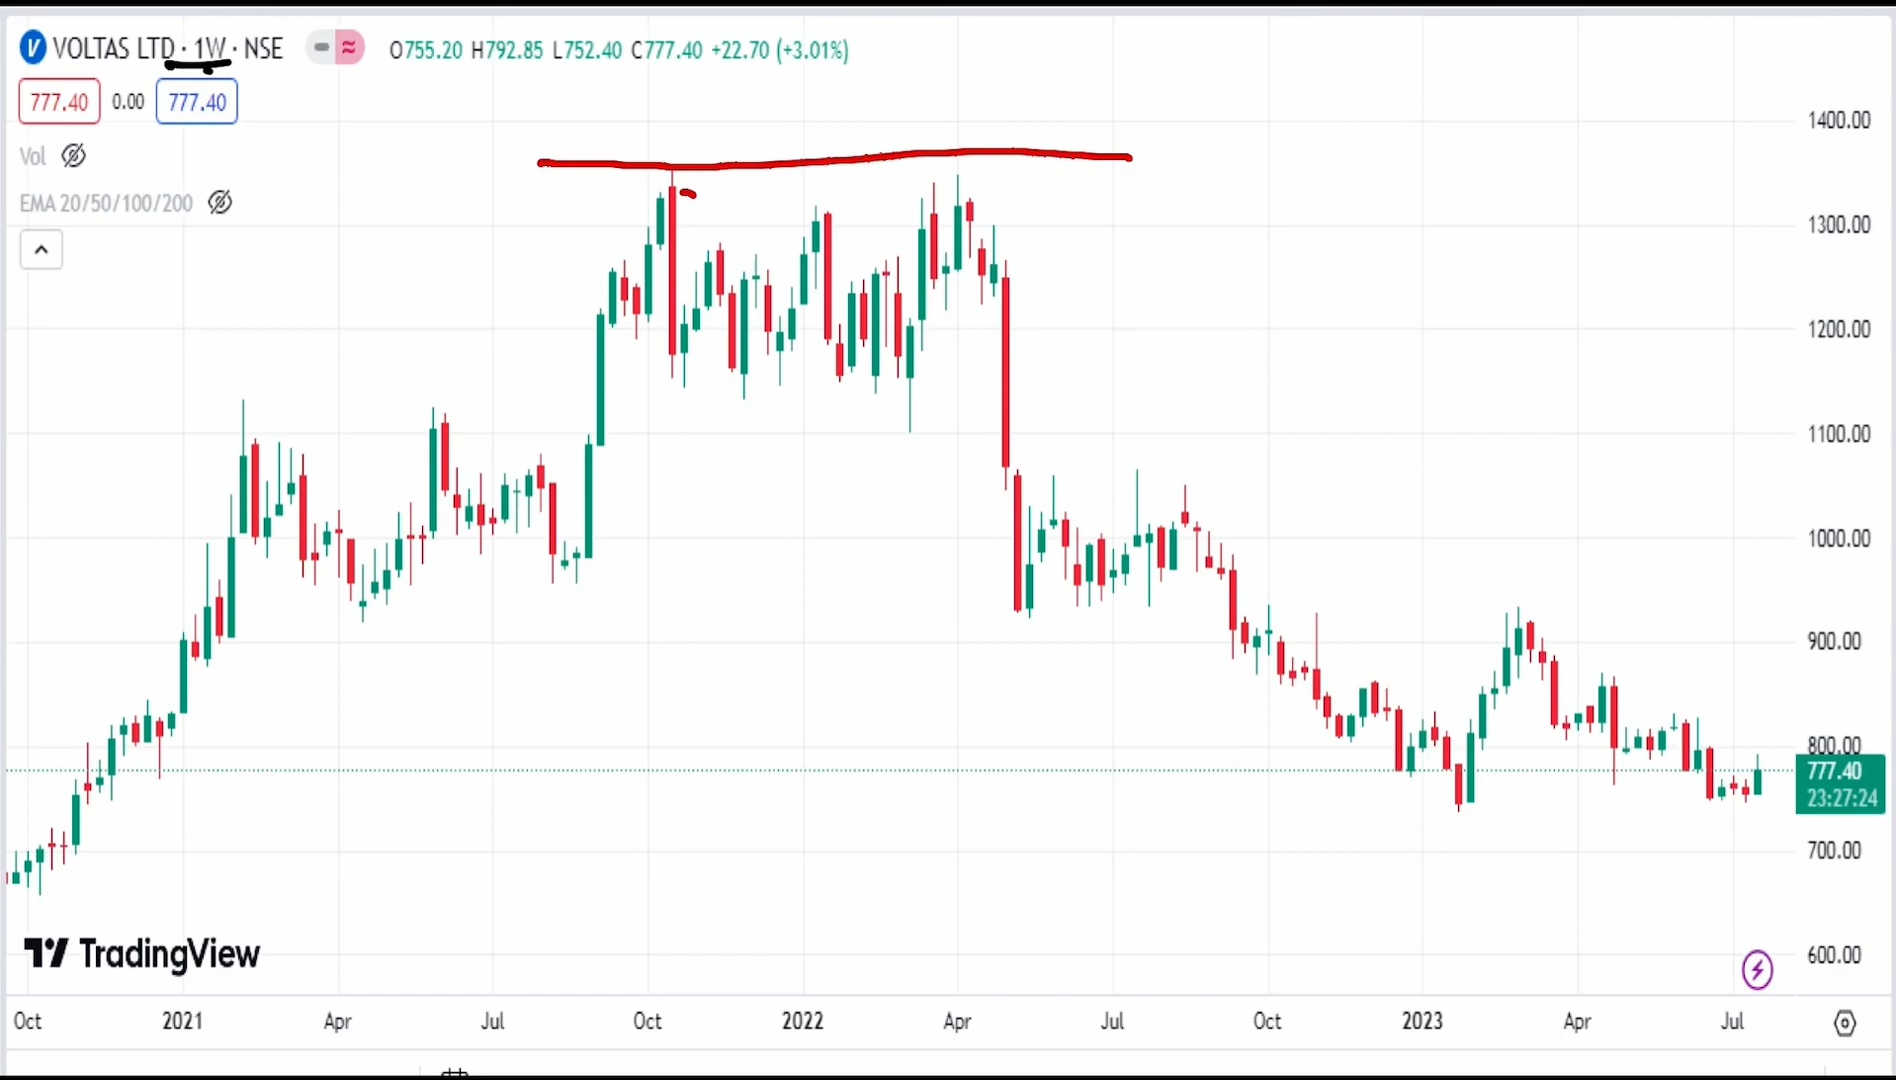 VOLTAS LTD · 1W · NSE O755.20 H792.85 L752.40 C777.40 +22.70 (+3.01%)
777.40 0.00 777.40
Vol
EMA 20/50/100/200
1400.00
1300.00
1200.00
1100.00
1000.00
900.00
800.00
777.40
23:27:24
700.00
600.00
TradingView
Oct 2021 Apr Jul Oct 2022 Apr Jul Oct 2023 Apr Jul